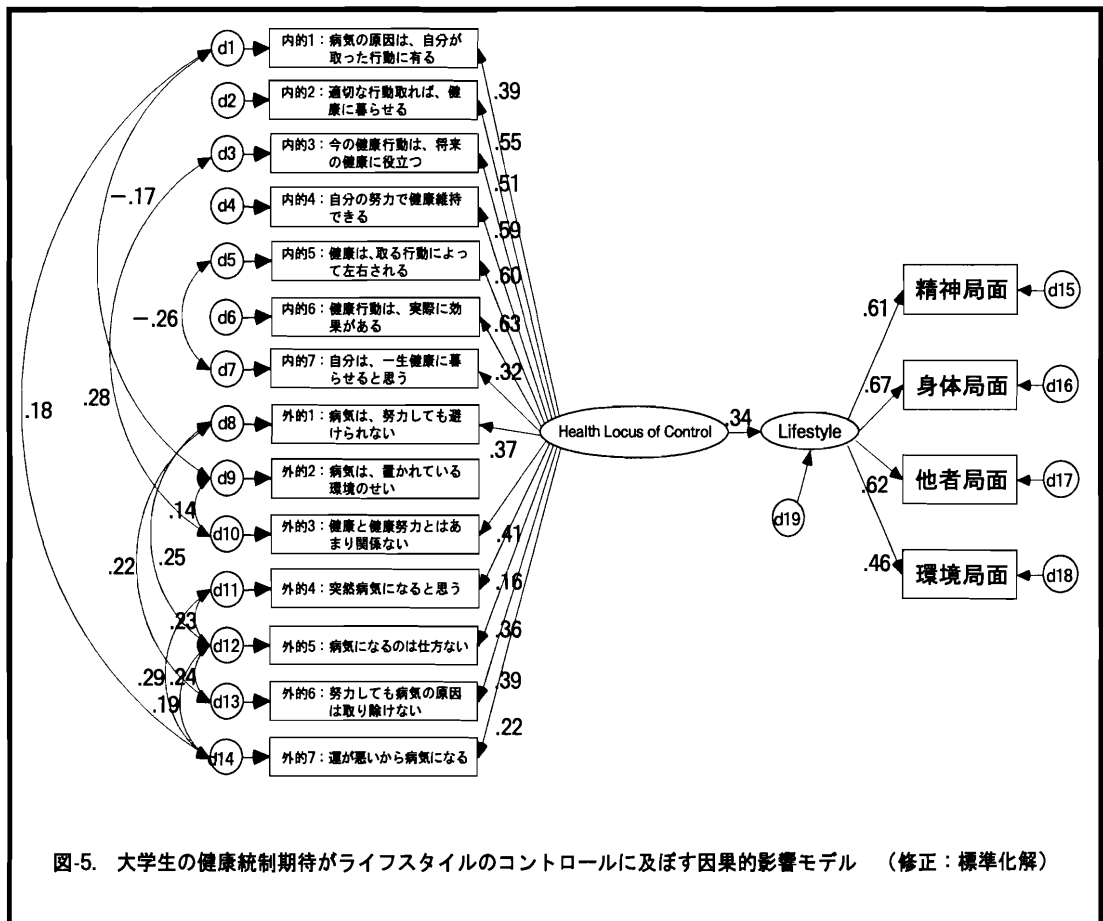 d1
内的1：病気の原因は、自分が
取った行動に有る
d2
内的2：適切な行動取れば、健
康に暮らせる
d3
内的3：今の健康行動は、将来
の健康に役立つ
d4
内的4：自分の努力で健康維持
できる
d5
内的5：健康は、取る行動によっ
て左右される
d6
内的6：健康行動は、実際に効
果がある
d7
内的7：自分は、一生健康に暮
らせると思う
d8
外的1：病気は、努力しても避
けられない
d9
外的2：病気は、置かれている
環境のせい
d10
外的3：健康と健康努力とはあ
まり関係ない
d11
外的4：突然病気になると思う
d12
外的5：病気になるのは仕方ない
d13
外的6：努力しても病気の原因
は取り除けない
d14
外的7：運が悪いから病気になる
－.17
－.26
.18
.28
.14
.22
.25
.23
.29
.24
.19
.39
.55
.51
.59
.60
.63
.32
.37
.41
.16
.36
.39
.22
Health Locus of Control
.34
Lifestyle
d19
.61
.67
.62
.46
精神局面
d15
身体局面
d16
他者局面
d17
環境局面
d18
図-5. 大学生の健康統制期待がライフスタイルのコントロールに及ぼす因果的影響モデル （修正：標準化解）